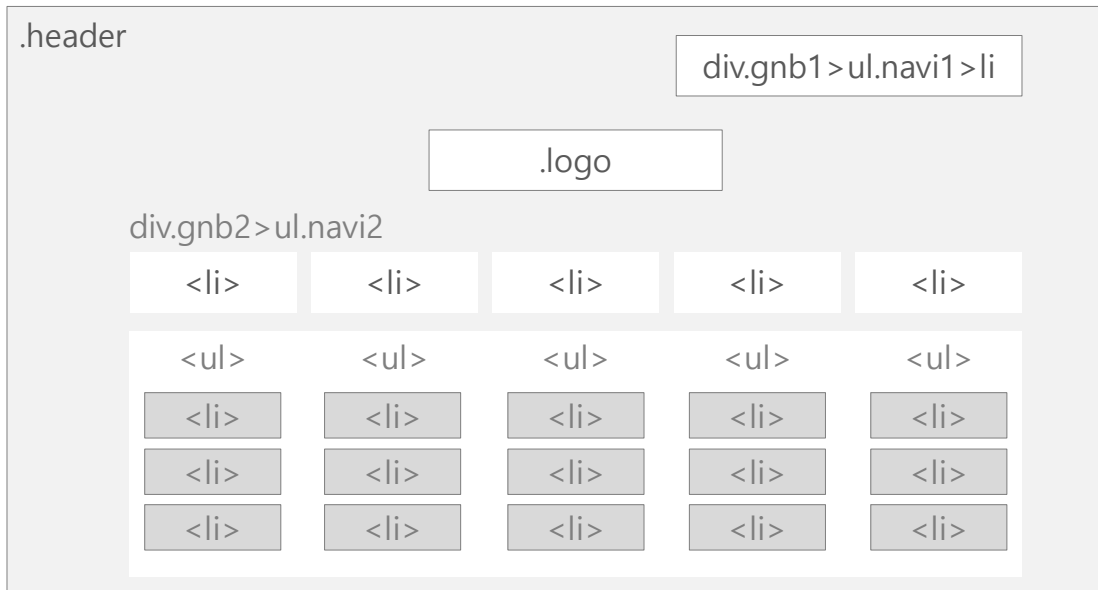 .header
div.gnb1>ul.navi1>li
.logo
div.gnb2>ul.navi2
<li> <li> <li> <li> <li>
<ul> <ul> <ul> <ul> <ul>
<li> <li> <li> <li> <li>
<li> <li> <li> <li> <li>
<li> <li> <li> <li> <li>